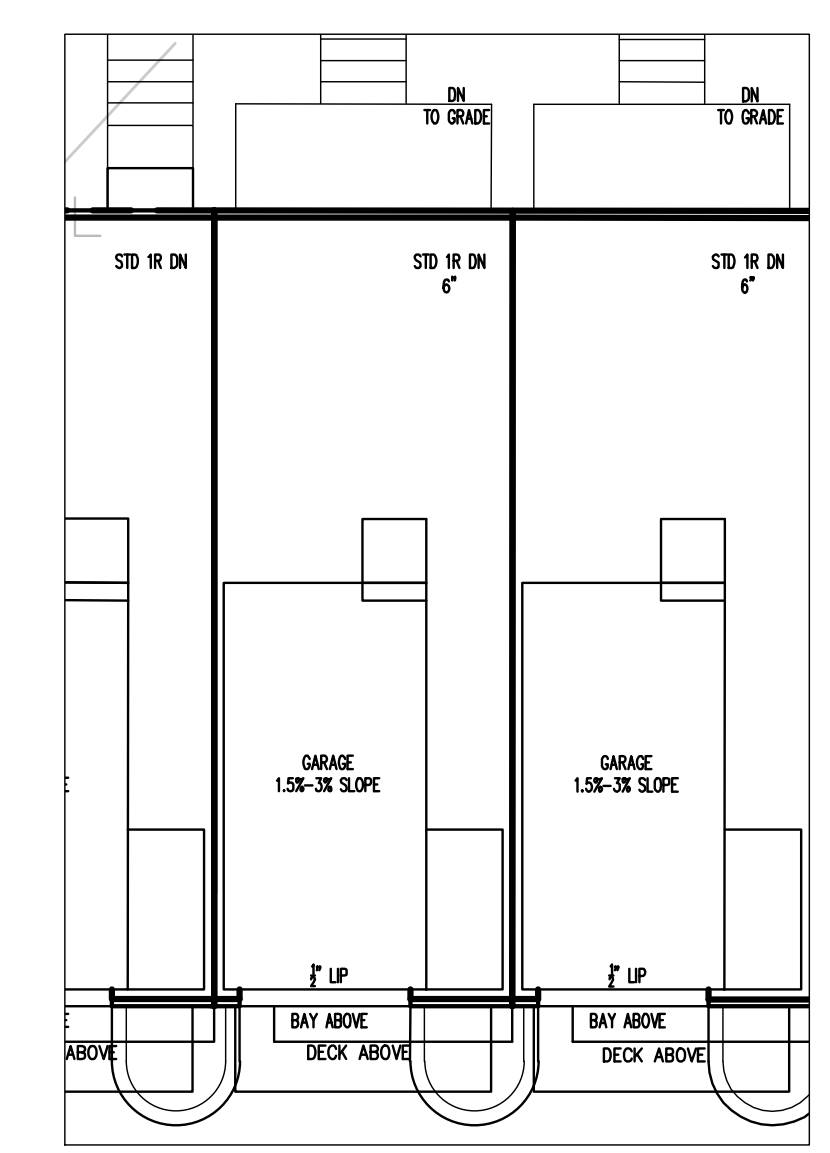 DN
TO GRADE
DN
TO GRADE
STD 1R DN
STD 1R DN
6"
STD 1R DN
6"
GARAGE
1.5%-3% SLOPE
GARAGE
1.5%-3% SLOPE
E
½" LIP
½" LIP
E
BAY ABOVE
BAY ABOVE
ABOVE
DECK ABOVE
DECK ABOVE